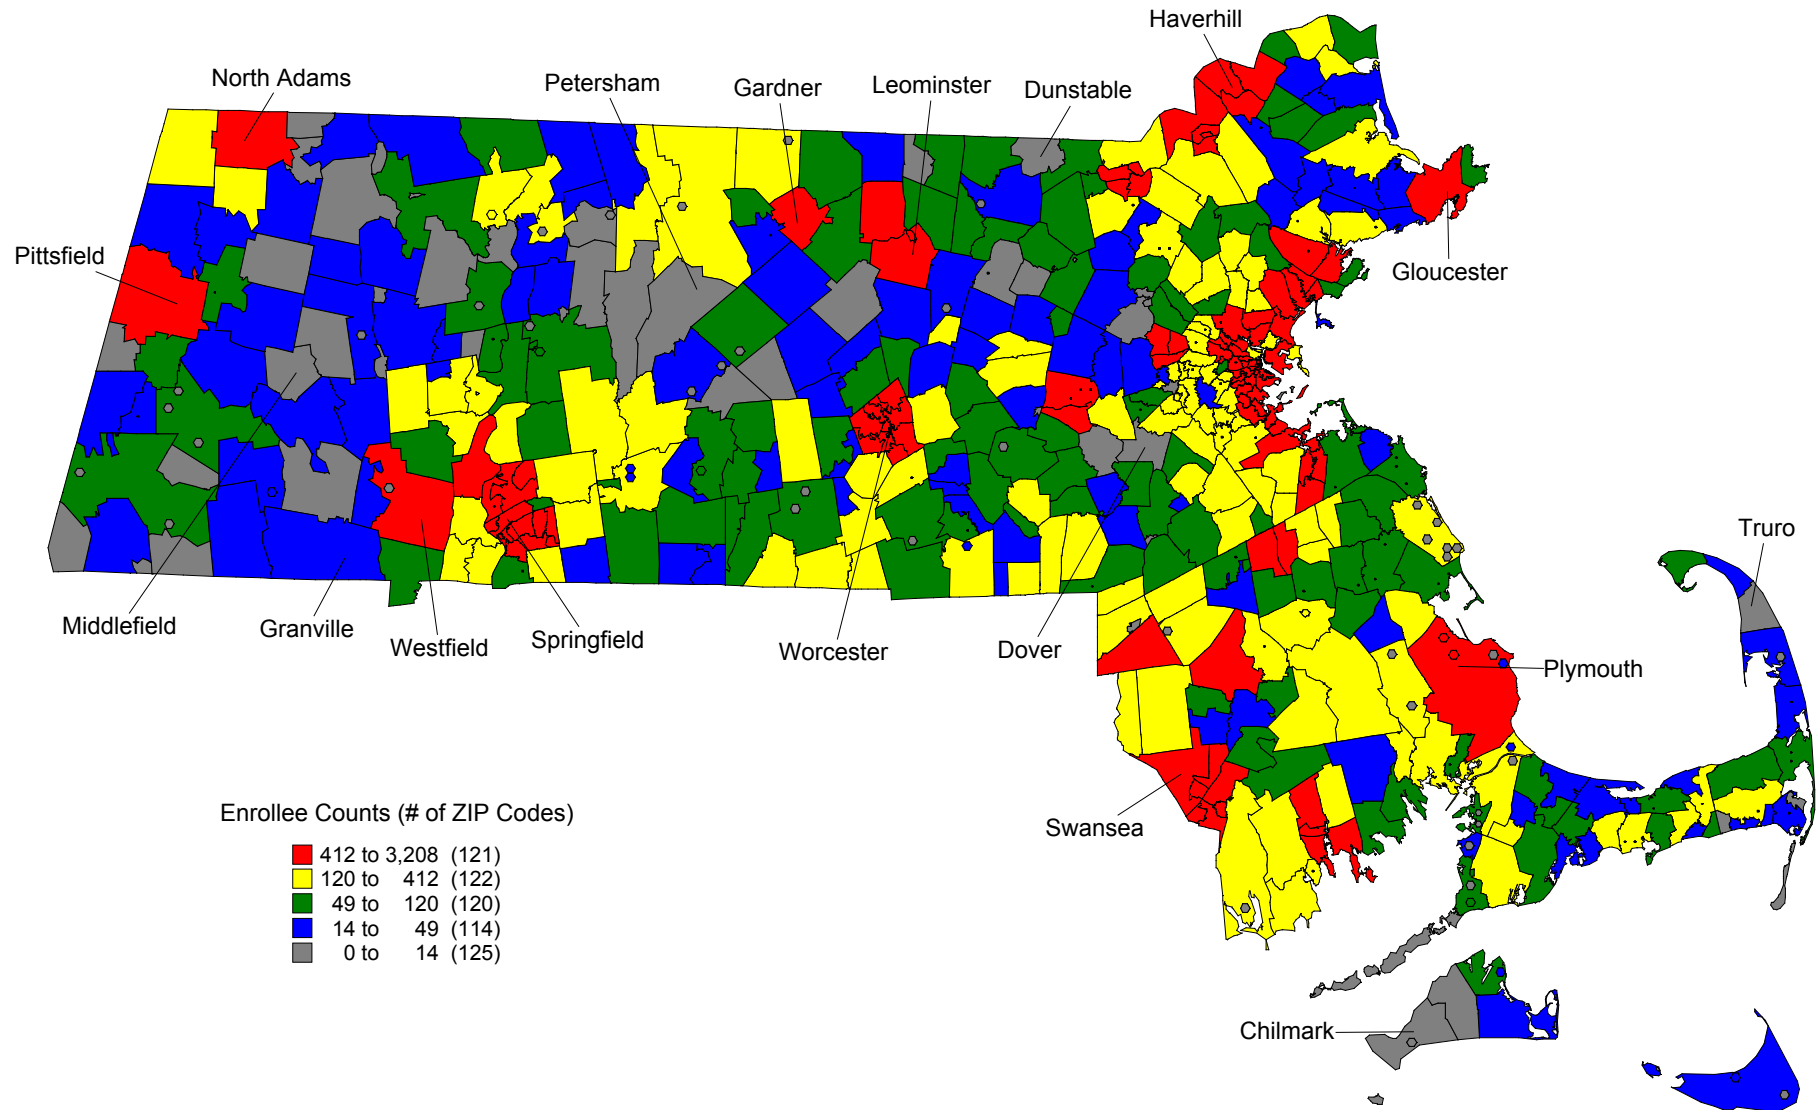 Haverhill
North Adams
Petersham
Gardner
Leominster
Dunstable
Pittsfield
Gloucester
Truro
Middlefield
Granville
Westfield
Springfield
Worcester
Dover
Plymouth
Swansea
Chilmark
Enrollee Counts (# of ZIP Codes)
412 to 3,208 (121)
120 to 412 (122)
49 to 120 (120)
14 to 49 (114)
0 to 14 (125)